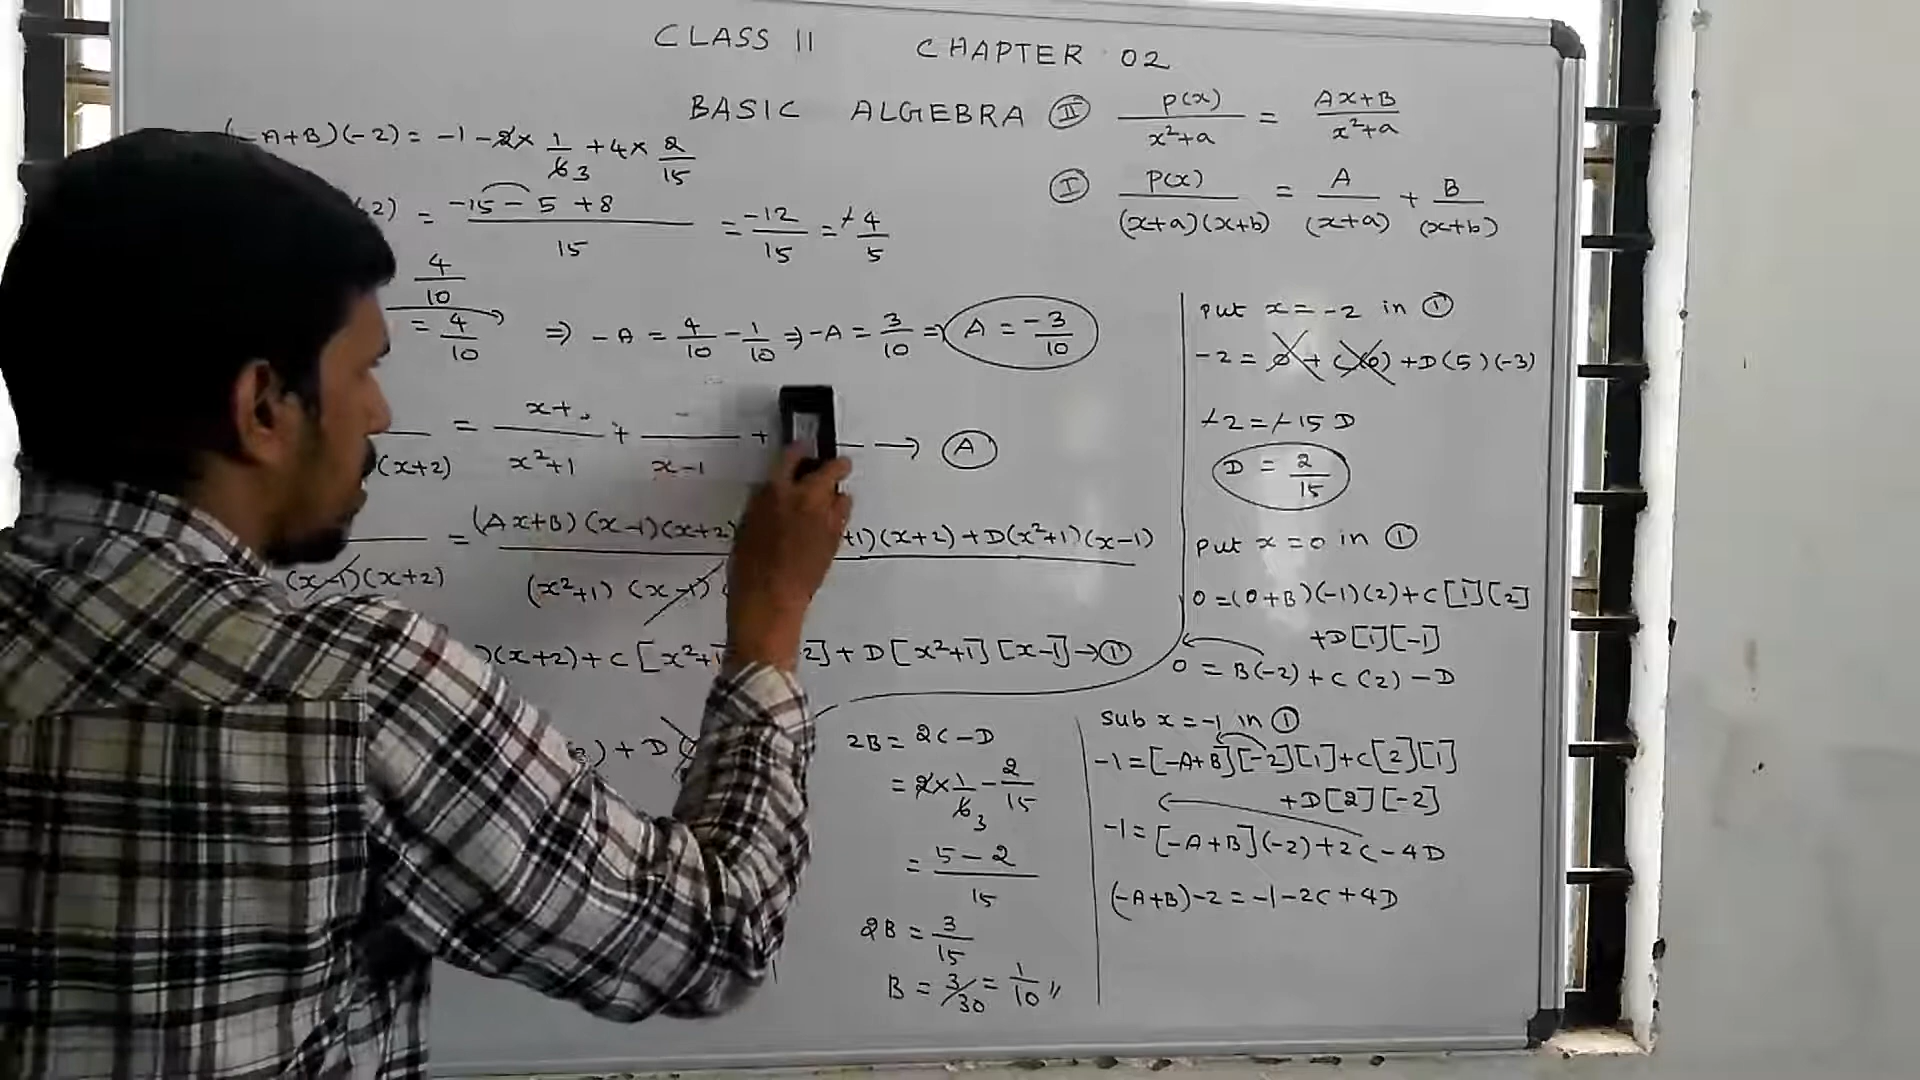 CLASS 11 CHAPTER 02
BASIC ALGEBRA
(-A+B)(-2) = -1 - 2× 1/6 3 + 4× 2/15
2) = -15 - 5 + 8 / 15 = -12/15 = -4/5
4/10
= 4/10 ⇒ -A = 4/10 - 1/10 ⇒ -A = 3/10 ⇒ A = -3/10
(x+2) = x+ / x²+1 + / x-1 + → Ⓐ
(x-1)(x+2) = (Ax+B)(x-1)(x+2) +1)(x+2)+D(x²+1)(x-1) / (x²+1)(x-1)
)(x+2)+C[x²+1] 2]+D[x²+1][x-1]→①
) + D
2B = 2C-D
= 2× 1/6 3 - 2/15
= 5-2 / 15
2B = 3/15
B = 3/30 = 1/10 〃
Ⅱ P(x)/x²+a = Ax+B/x²+a
Ⅰ P(x)/(x+a)(x+b) = A/(x+a) + B/(x+b)
put x = -2 in ①
-2 = 0 + C(0) + D(5)(-3)
-2 = -15 D
D = 2/15
put x = 0 in ①
0 = (0+B)(-1)(2)+C[1][2]
+D[1][-1]
0 = B(-2)+C(2)-D
Sub x = -1 in ①
-1=[-A+B][-2][1]+C[2][1]
+D[2][-2]
-1=[-A+B](-2)+2C-4D
(-A+B)-2=-1-2C+4D